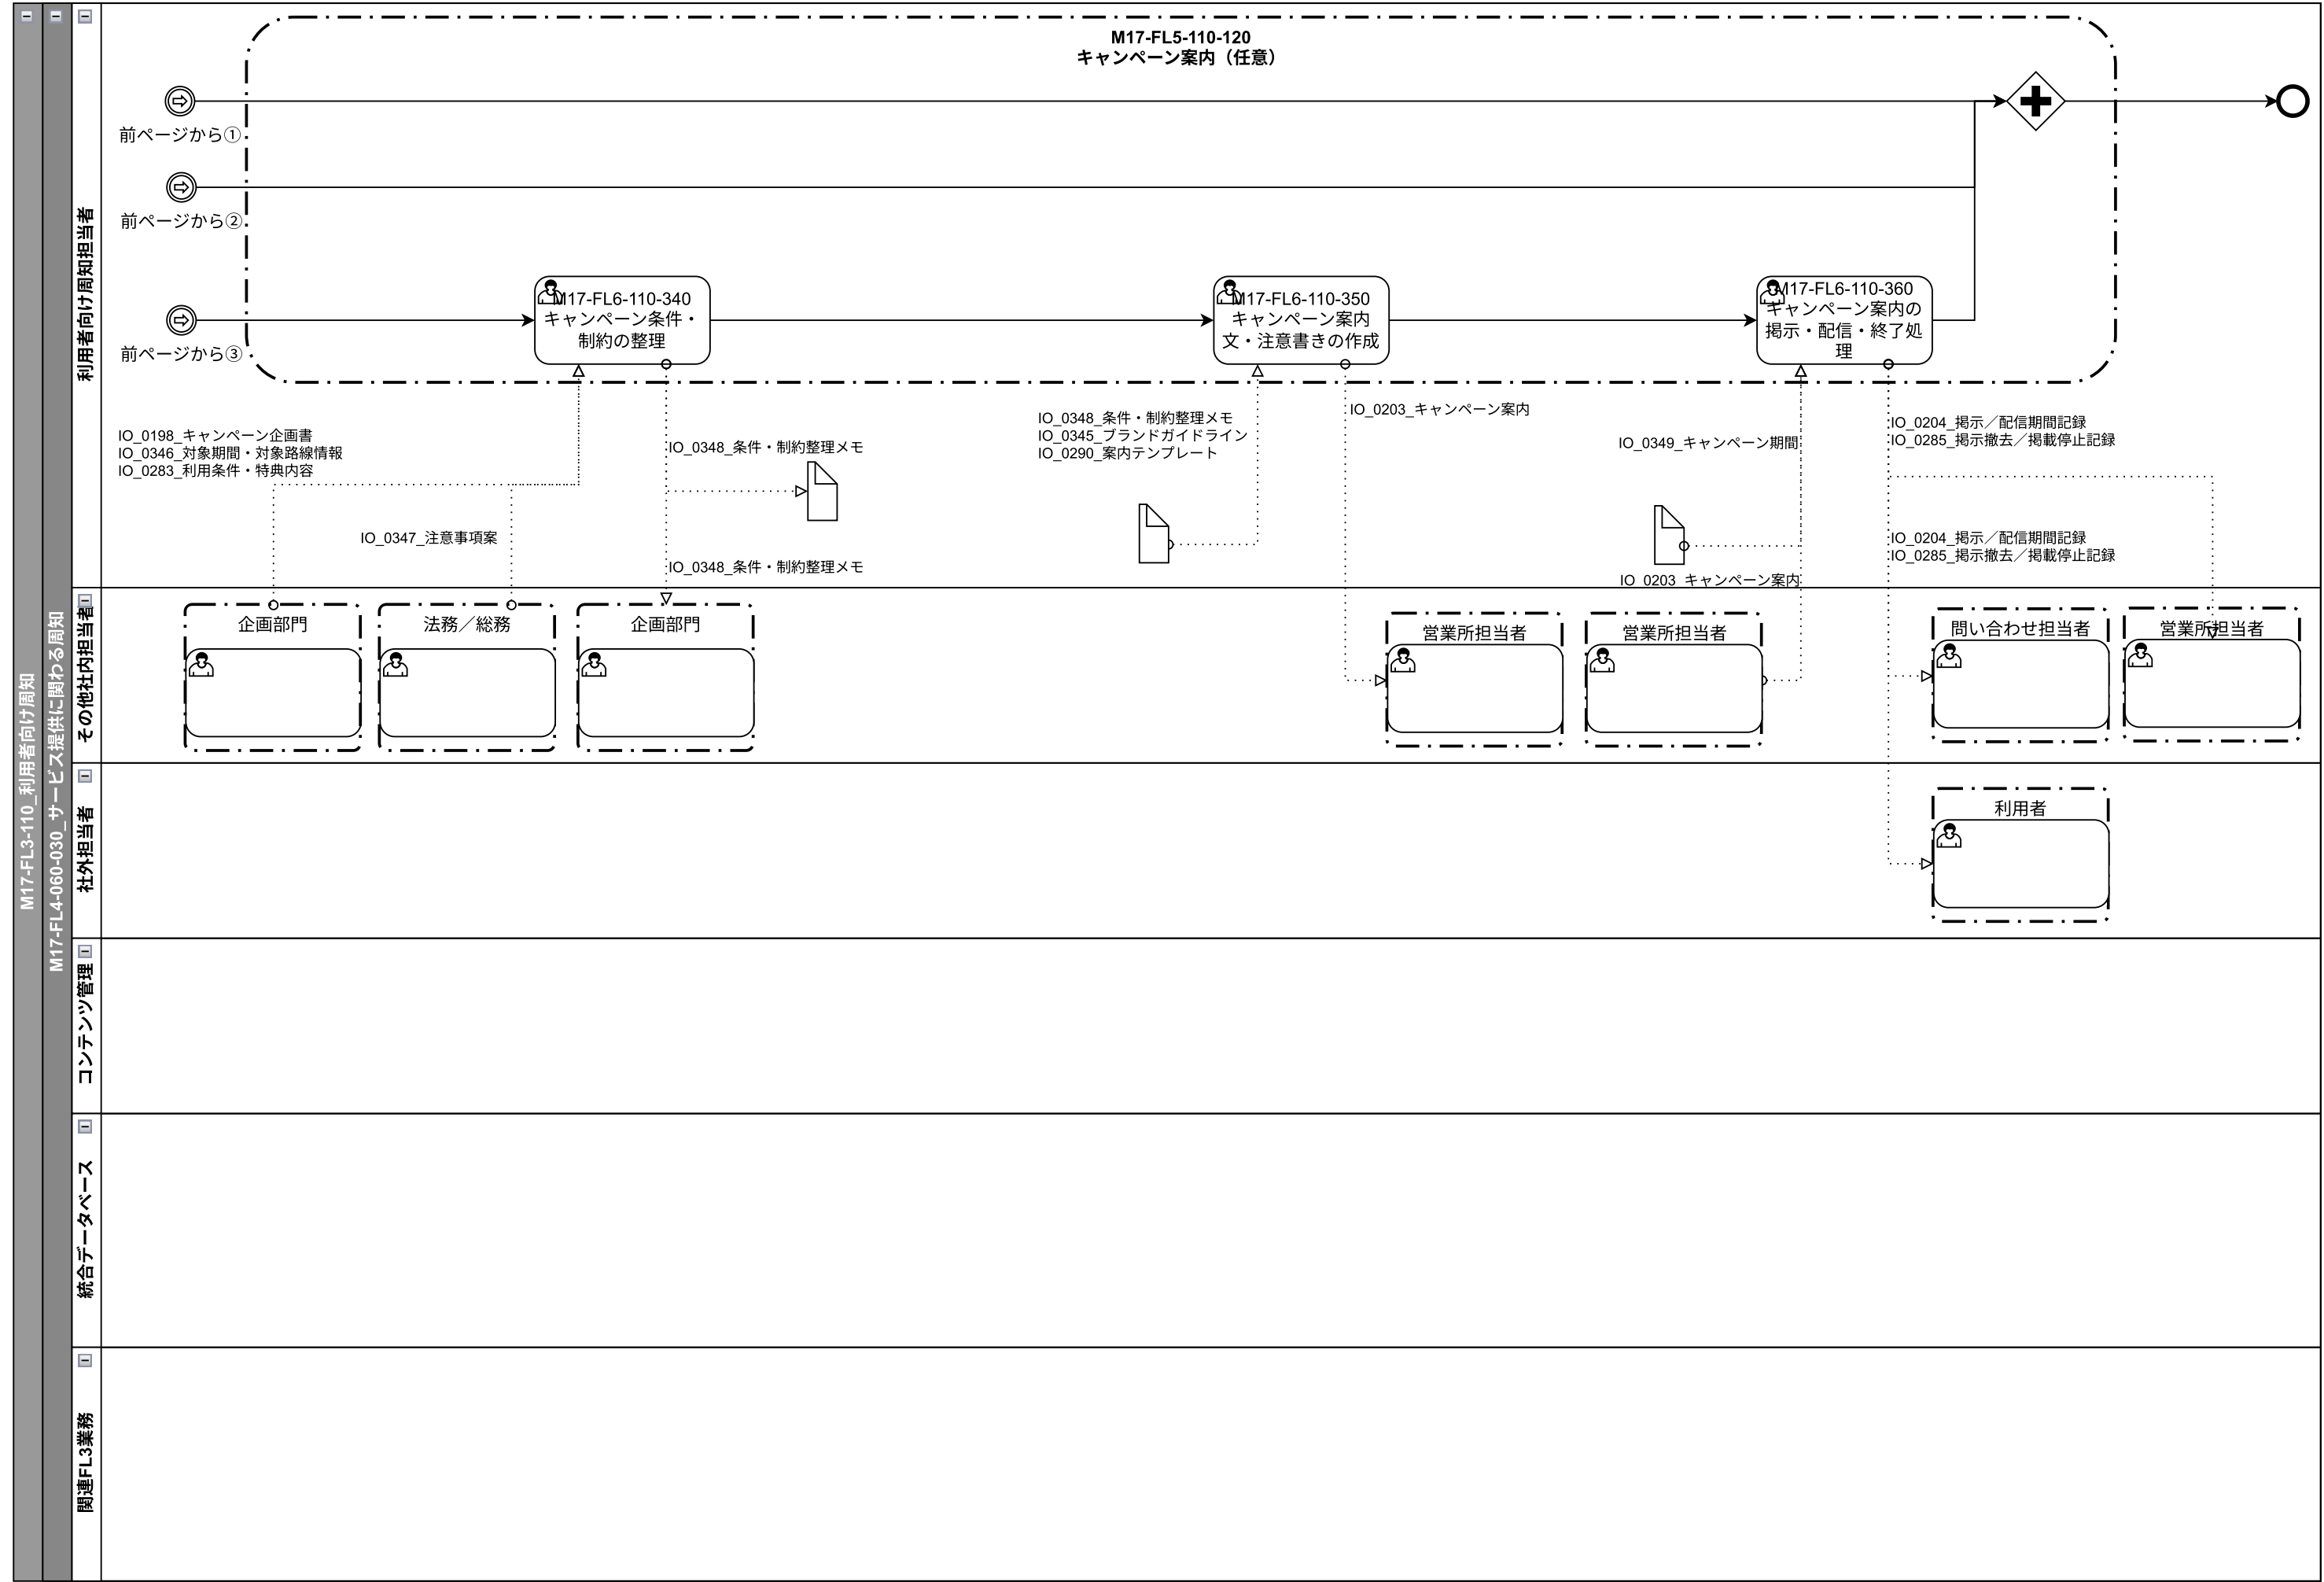 M17-FL3-110_利用者向け周知
M17-FL4-060-030_サービス提供に関わる周知
利用者向け周知担当者
M17-FL5-110-120
キャンペーン案内（任意）
前ページから①
前ページから②
前ページから③
M17-FL6-110-340
キャンペーン条件・
制約の整理
M17-FL6-110-350
キャンペーン案内
文・注意書きの作成
M17-FL6-110-360
キャンペーン案内の
掲示・配信・終了処
理
IO_0198_キャンペーン企画書
IO_0346_対象期間・対象路線情報
IO_0283_利用条件・特典内容
IO_0347_注意事項案
IO_0348_条件・制約整理メモ
IO_0348_条件・制約整理メモ
IO_0348_条件・制約整理メモ
IO_0345_ブランドガイドライン
IO_0290_案内テンプレート
IO_0203_キャンペーン案内
IO_0349_キャンペーン期間
IO_0203_キャンペーン案内
IO_0204_掲示／配信期間記録
IO_0285_掲示撤去／掲載停止記録
IO_0204_掲示／配信期間記録
IO_0285_掲示撤去／掲載停止記録
その他社内担当者
企画部門
法務／総務
企画部門
営業所担当者
営業所担当者
問い合わせ担当者
営業所担当者
社外担当者
利用者
コンテンツ管理
統合データベース
関連FL3業務